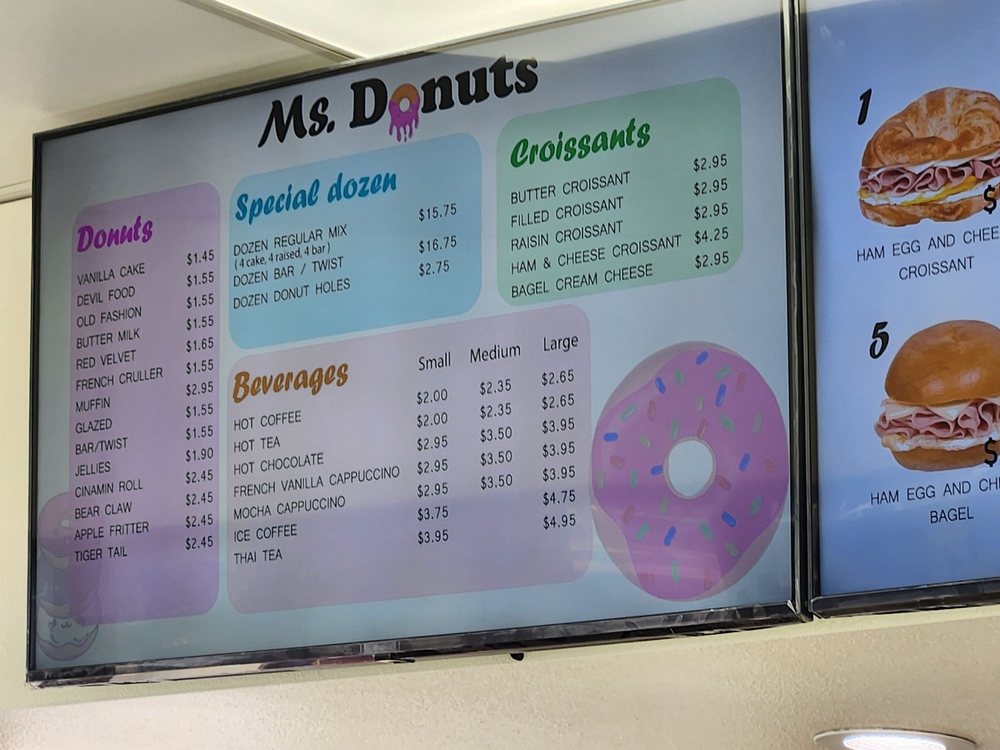 Ms. Donuts
Donuts
VANILLA CAKE $1.45
DEVIL FOOD $1.55
OLD FASHION $1.55
BUTTER MILK $1.55
RED VELVET $1.65
FRENCH CRULLER $1.55
MUFFIN $2.95
GLAZED $1.55
BAR/TWIST $1.55
JELLIES $1.90
CINAMIN ROLL $2.45
BEAR CLAW $2.45
APPLE FRITTER $2.45
TIGER TAIL $2.45
Special dozen
DOZEN REGULAR MIX $15.75
( 4 cake, 4 raised, 4 bar )
DOZEN BAR / TWIST $16.75
DOZEN DONUT HOLES $2.75
Croissants
BUTTER CROISSANT $2.95
FILLED CROISSANT $2.95
RAISIN CROISSANT $2.95
HAM & CHEESE CROISSANT $4.25
BAGEL CREAM CHEESE $2.95
Beverages Small Medium Large
HOT COFFEE $2.00 $2.35 $2.65
HOT TEA $2.00 $2.35 $2.65
HOT CHOCOLATE $2.95 $3.50 $3.95
FRENCH VANILLA CAPPUCCINO $2.95 $3.50 $3.95
MOCHA CAPPUCCINO $2.95 $3.50 $3.95
ICE COFFEE $3.75 $4.75
THAI TEA $3.95 $4.95
1
$
HAM EGG AND CHEE
CROISSANT
5
$
HAM EGG AND CH
BAGEL